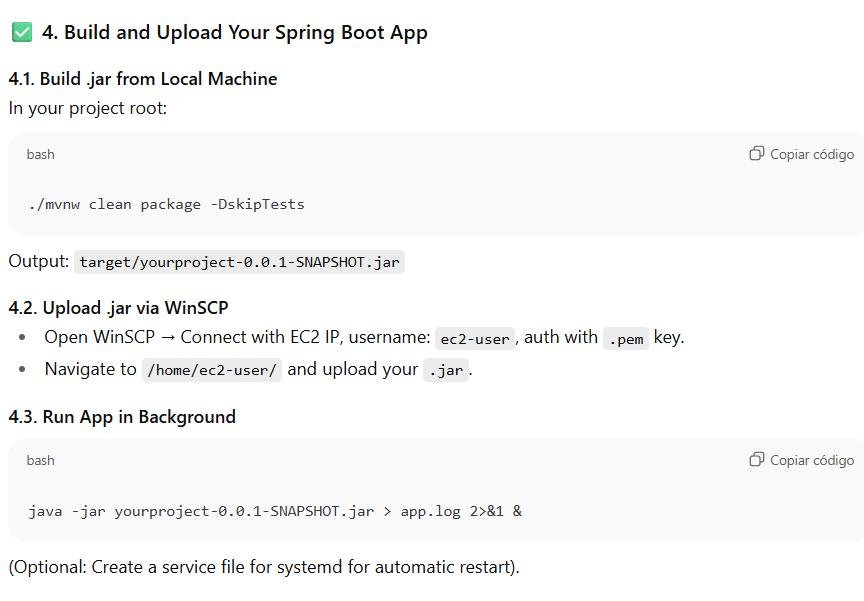 ✅ 4. Build and Upload Your Spring Boot App
4.1. Build .jar from Local Machine
In your project root:
bash
Copiar código
./mvnw clean package -DskipTests
Output: target/yourproject-0.0.1-SNAPSHOT.jar
4.2. Upload .jar via WinSCP
• Open WinSCP → Connect with EC2 IP, username: ec2-user, auth with .pem key.
• Navigate to /home/ec2-user/ and upload your .jar.
4.3. Run App in Background
bash
Copiar código
java -jar yourproject-0.0.1-SNAPSHOT.jar > app.log 2>&1 &
(Optional: Create a service file for systemd for automatic restart).